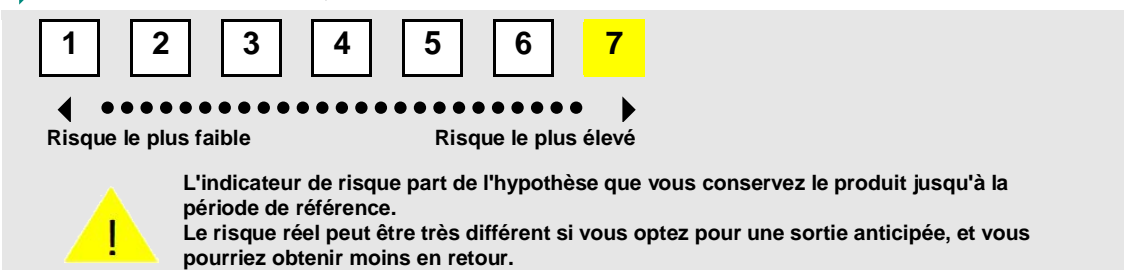 1 2 3 4 5 6 7
Risque le plus faible Risque le plus élevé
L'indicateur de risque part de l'hypothèse que vous conservez le produit jusqu'à la
période de référence.
! Le risque réel peut être très différent si vous optez pour une sortie anticipée, et vous
pourriez obtenir moins en retour.